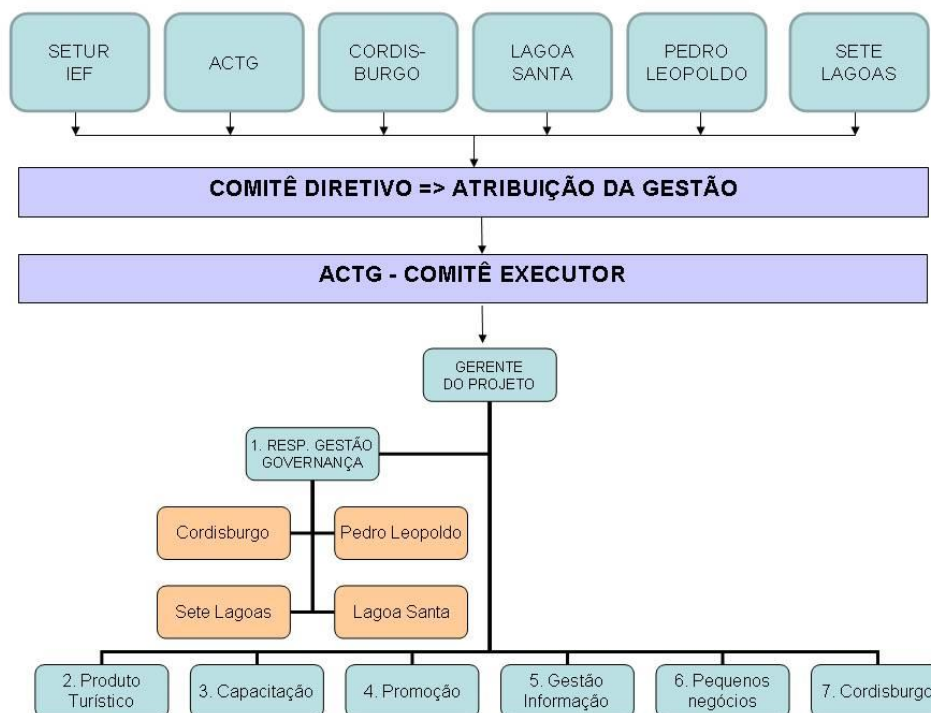 SETUR
IEF
ACTG
CORDIS-
BURGO
LAGOA
SANTA
PEDRO
LEOPOLDO
SETE
LAGOAS
COMITÊ DIRETIVO => ATRIBUIÇÃO DA GESTÃO
ACTG - COMITÊ EXECUTOR
GERENTE
DO PROJETO
1. RESP. GESTÃO
GOVERNANÇA
Cordisburgo
Pedro Leopoldo
Sete Lagoas
Lagoa Santa
2. Produto
Turístico
3. Capacitação
4. Promoção
5. Gestão
Informação
6. Pequenos
negócios
7. Cordisburgo